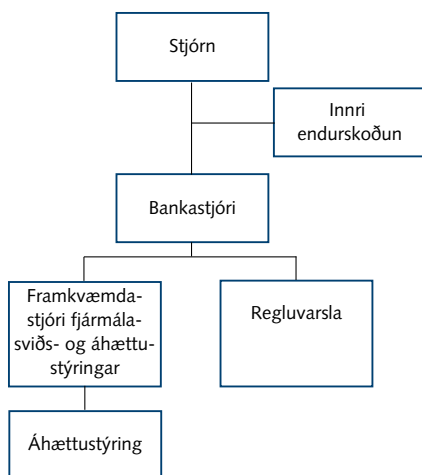 Stjórn
Innri
endurskoðun
Bankastjóri
Framkvæmda-
stjóri fjármála-
sviðs- og áhættu-
stýringar
Regluvarsla
Áhættustýring